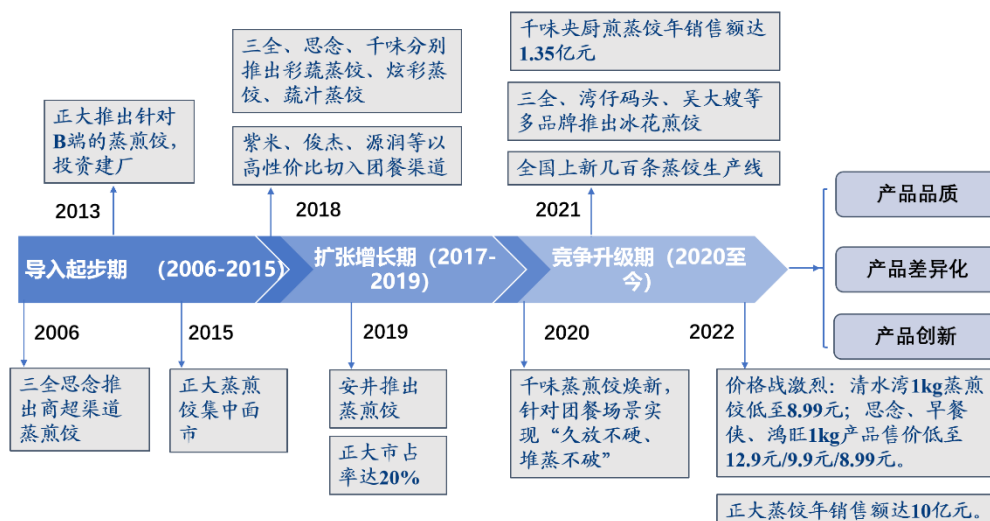 三全、思念、千味分别
推出彩蔬蒸饺、炫彩蒸
饺、蔬汁蒸饺
千味央厨煎蒸饺年销售额达
1.35亿元
正大推出针对
B端的蒸煎饺,
投资建厂
紫米、俊杰、源润等以
高性价比切入团餐渠道
三全、湾仔码头、吴大嫂等
多品牌推出冰花煎饺
全国上新几百条蒸饺生产线
2013
2018
2021
产品品质
导入起步期 (2006-2015)
扩张增长期(2017-
2019)
竞争升级期(2020至
今)
产品差异化
产品创新
2006
2015
2019
2020
2022
三全思念推
出商超渠道
蒸煎饺
正大蒸煎
饺集中面
市
安井推出
蒸煎饺
正大市占
率达20%
千味蒸煎饺焕新,
针对团餐场景实
现“久放不硬、
堆蒸不破”
价格战激烈:清水湾1kg蒸煎
饺低至8.99元;思念、早餐
侠、鸿旺1kg产品售价低至
12.9元/9.9元/8.99元。
正大蒸饺年销售额达10亿元。